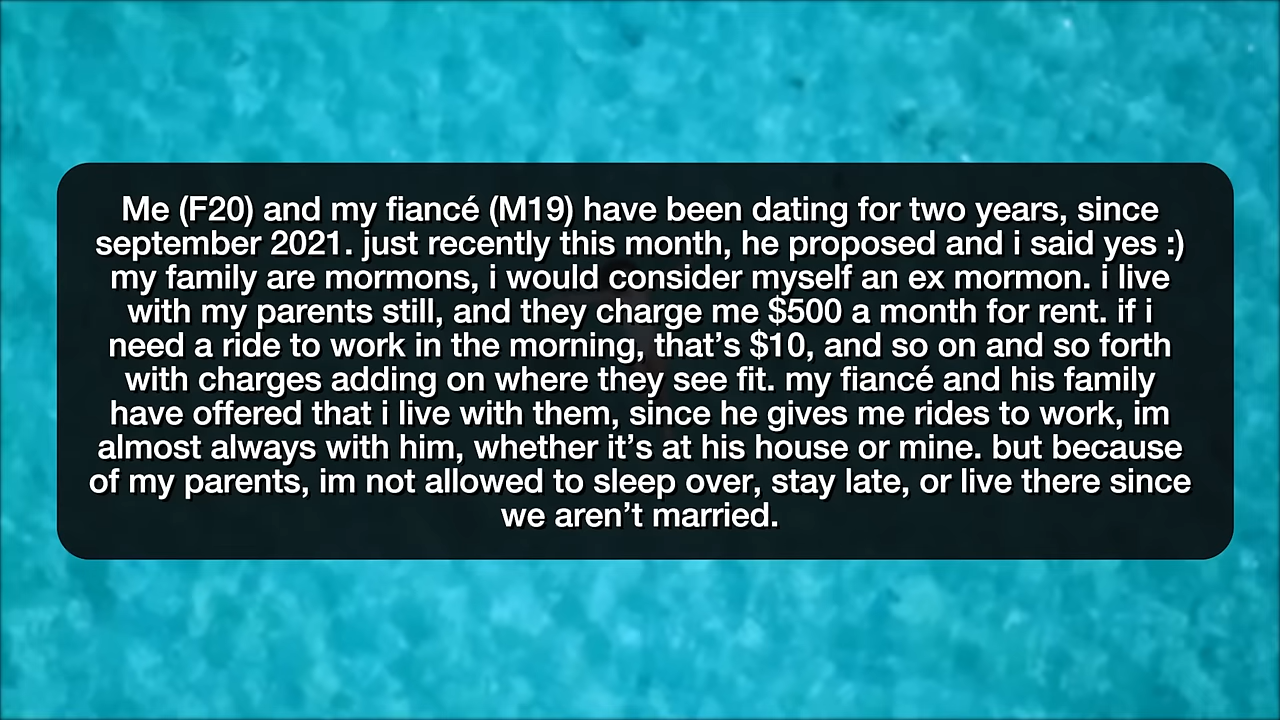 Me (F20) and my fiancé (M19) have been dating for two years, since
september 2021. just recently this month, he proposed and i said yes :)
my family are mormons, i would consider myself an ex mormon. i live
with my parents still, and they charge me $500 a month for rent. if i
need a ride to work in the morning, that’s $10, and so on and so forth
with charges adding on where they see fit. my fiancé and his family
have offered that i live with them, since he gives me rides to work, im
almost always with him, whether it’s at his house or mine. but because
of my parents, im not allowed to sleep over, stay late, or live there since
we aren’t married.